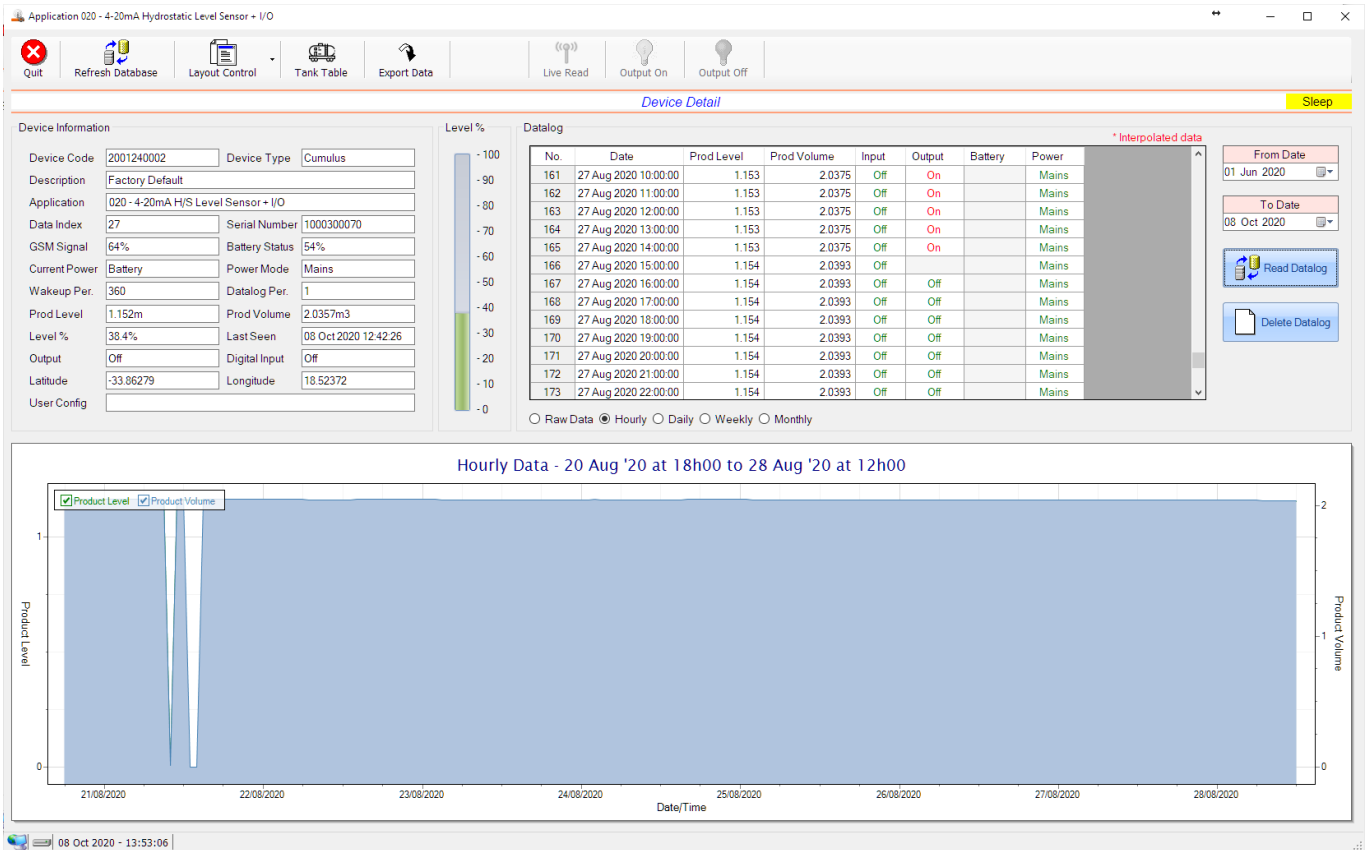 Application 020 - 4-20mA Hydrostatic Level Sensor + I/O
Quit Refresh Database Layout Control Tank Table Export Data Live Read Output On Output Off
Device Detail Sleep
Device Information
Device Code 2001240002 Device Type Cumulus
Description Factory Default
Application 020 - 4-20mA H/S Level Sensor + I/O
Data Index 27 Serial Number 1000300070
GSM Signal 64% Battery Status 54%
Current Power Battery Power Mode Mains
Wakeup Per. 360 Datalog Per. 1
Prod Level 1.152m Prod Volume 2.0357m3
Level % 38.4% Last Seen 08 Oct 2020 12:42:26
Output Off Digital Input Off
Latitude -33.86279 Longitude 18.52372
User Config
Level %
- 100
- 90
- 80
- 70
- 60
- 50
- 40
- 30
- 20
- 10
- 0
Datalog
* Interpolated data
No. Date Prod Level Prod Volume Input Output Battery Power
161 27 Aug 2020 10:00:00 1.153 2.0375 Off On Mains
162 27 Aug 2020 11:00:00 1.153 2.0375 Off On Mains
163 27 Aug 2020 12:00:00 1.153 2.0375 Off On Mains
164 27 Aug 2020 13:00:00 1.153 2.0375 Off On Mains
165 27 Aug 2020 14:00:00 1.153 2.0375 Off On Mains
166 27 Aug 2020 15:00:00 1.154 2.0393 Off Mains
167 27 Aug 2020 16:00:00 1.154 2.0393 Off Off Mains
168 27 Aug 2020 17:00:00 1.154 2.0393 Off Off Mains
169 27 Aug 2020 18:00:00 1.154 2.0393 Off Off Mains
170 27 Aug 2020 19:00:00 1.154 2.0393 Off Off Mains
171 27 Aug 2020 20:00:00 1.154 2.0393 Off Off Mains
172 27 Aug 2020 21:00:00 1.154 2.0393 Off Off Mains
173 27 Aug 2020 22:00:00 1.154 2.0393 Off Off Mains
Raw Data Hourly Daily Weekly Monthly
From Date
01 Jun 2020
To Date
08 Oct 2020
Read Datalog
Delete Datalog
Hourly Data - 20 Aug '20 at 18h00 to 28 Aug '20 at 12h00
Product Level Product Volume
1
0
Product Level
2
1
0
Product Volume
21/08/2020 22/08/2020 23/08/2020 24/08/2020 25/08/2020 26/08/2020 27/08/2020 28/08/2020
Date/Time
08 Oct 2020 - 13:53:06